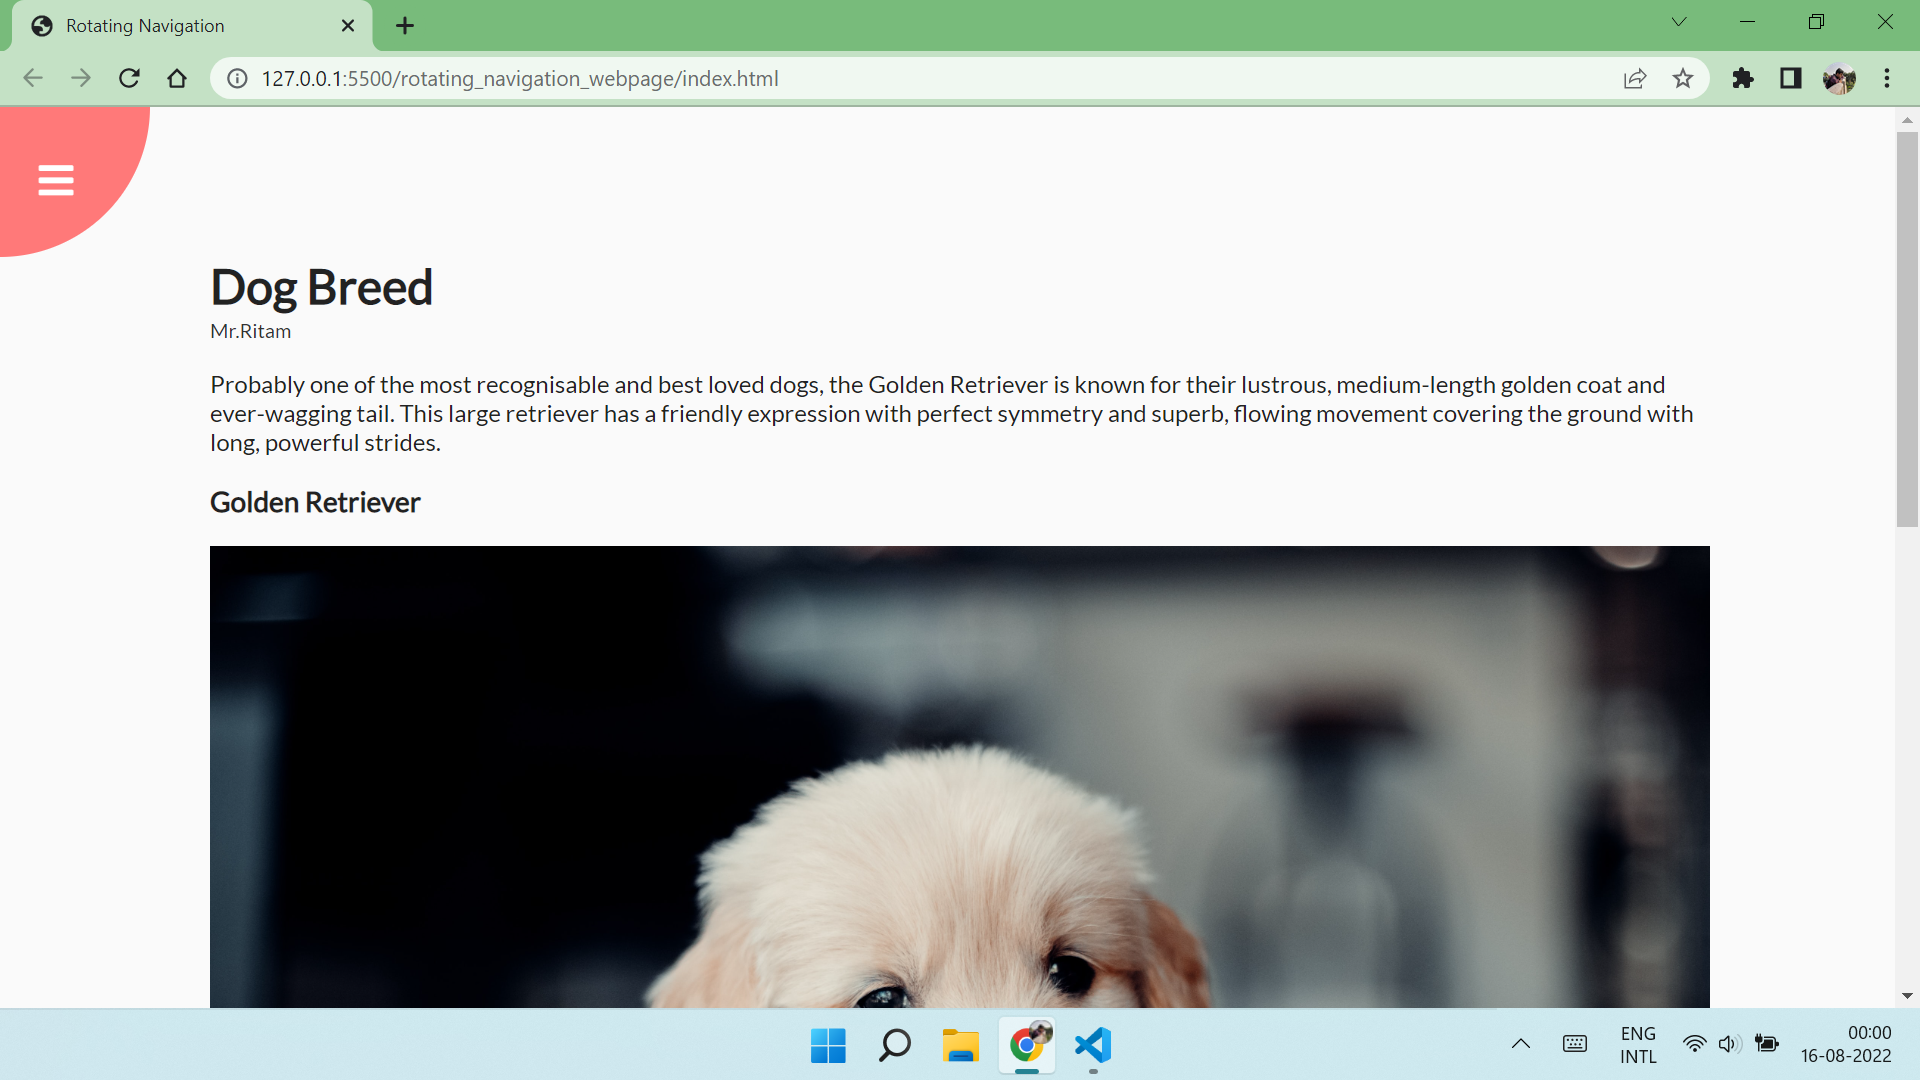 Rotating Navigation
127.0.0.1:5500/rotating_navigation_webpage/index.html
Dog Breed
Mr.Ritam
Probably one of the most recognisable and best loved dogs, the Golden Retriever is known for their lustrous, medium-length golden coat and
ever-wagging tail. This large retriever has a friendly expression with perfect symmetry and superb, flowing movement covering the ground with
long, powerful strides.
Golden Retriever
ENG
INTL
00:00
16-08-2022